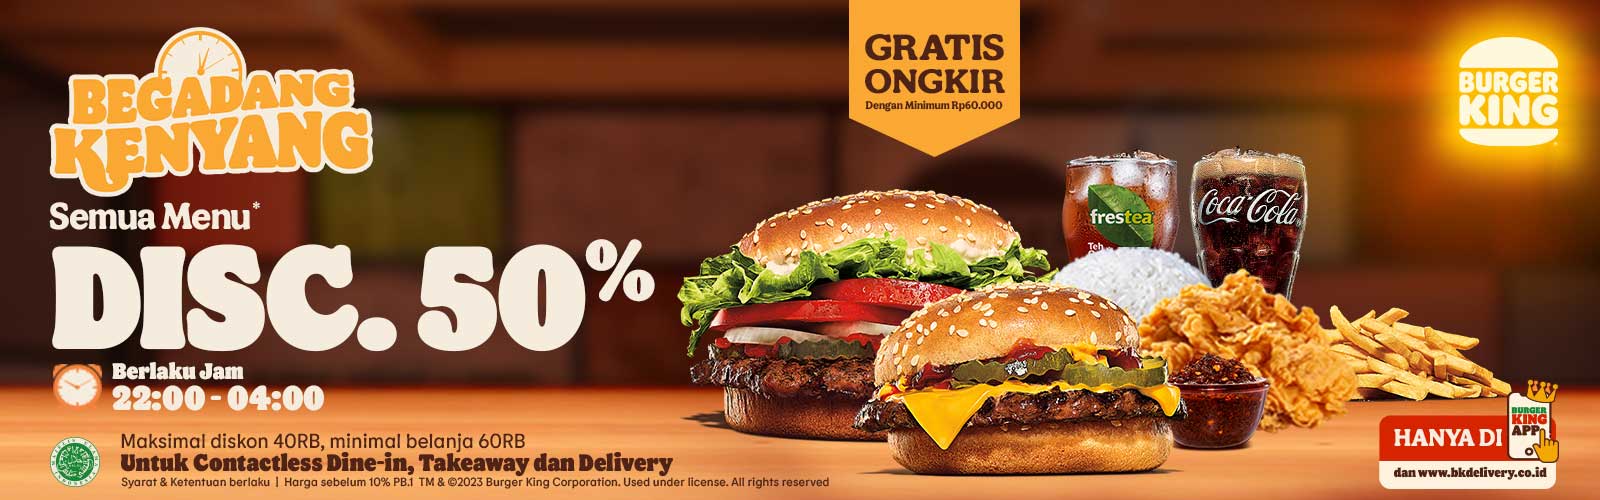 BEGADANG
KENYANG
Semua Menu*
DISC. 50%
Berlaku Jam
22:00 - 04:00
Maksimal diskon 40RB, minimal belanja 60RB
Untuk Contactless Dine-in, Takeaway dan Delivery
Syarat & Ketentuan berlaku | Harga sebelum 10% PB.1 TM & ©2023 Burger King Corporation. Used under license. All rights reserved
GRATIS
ONGKIR
Dengan Minimum Rp60.000
BURGER
KING
frestea
Teh
Coca-Cola
HANYA DI
BURGER
KING
APP
dan www.bkdelivery.co.id